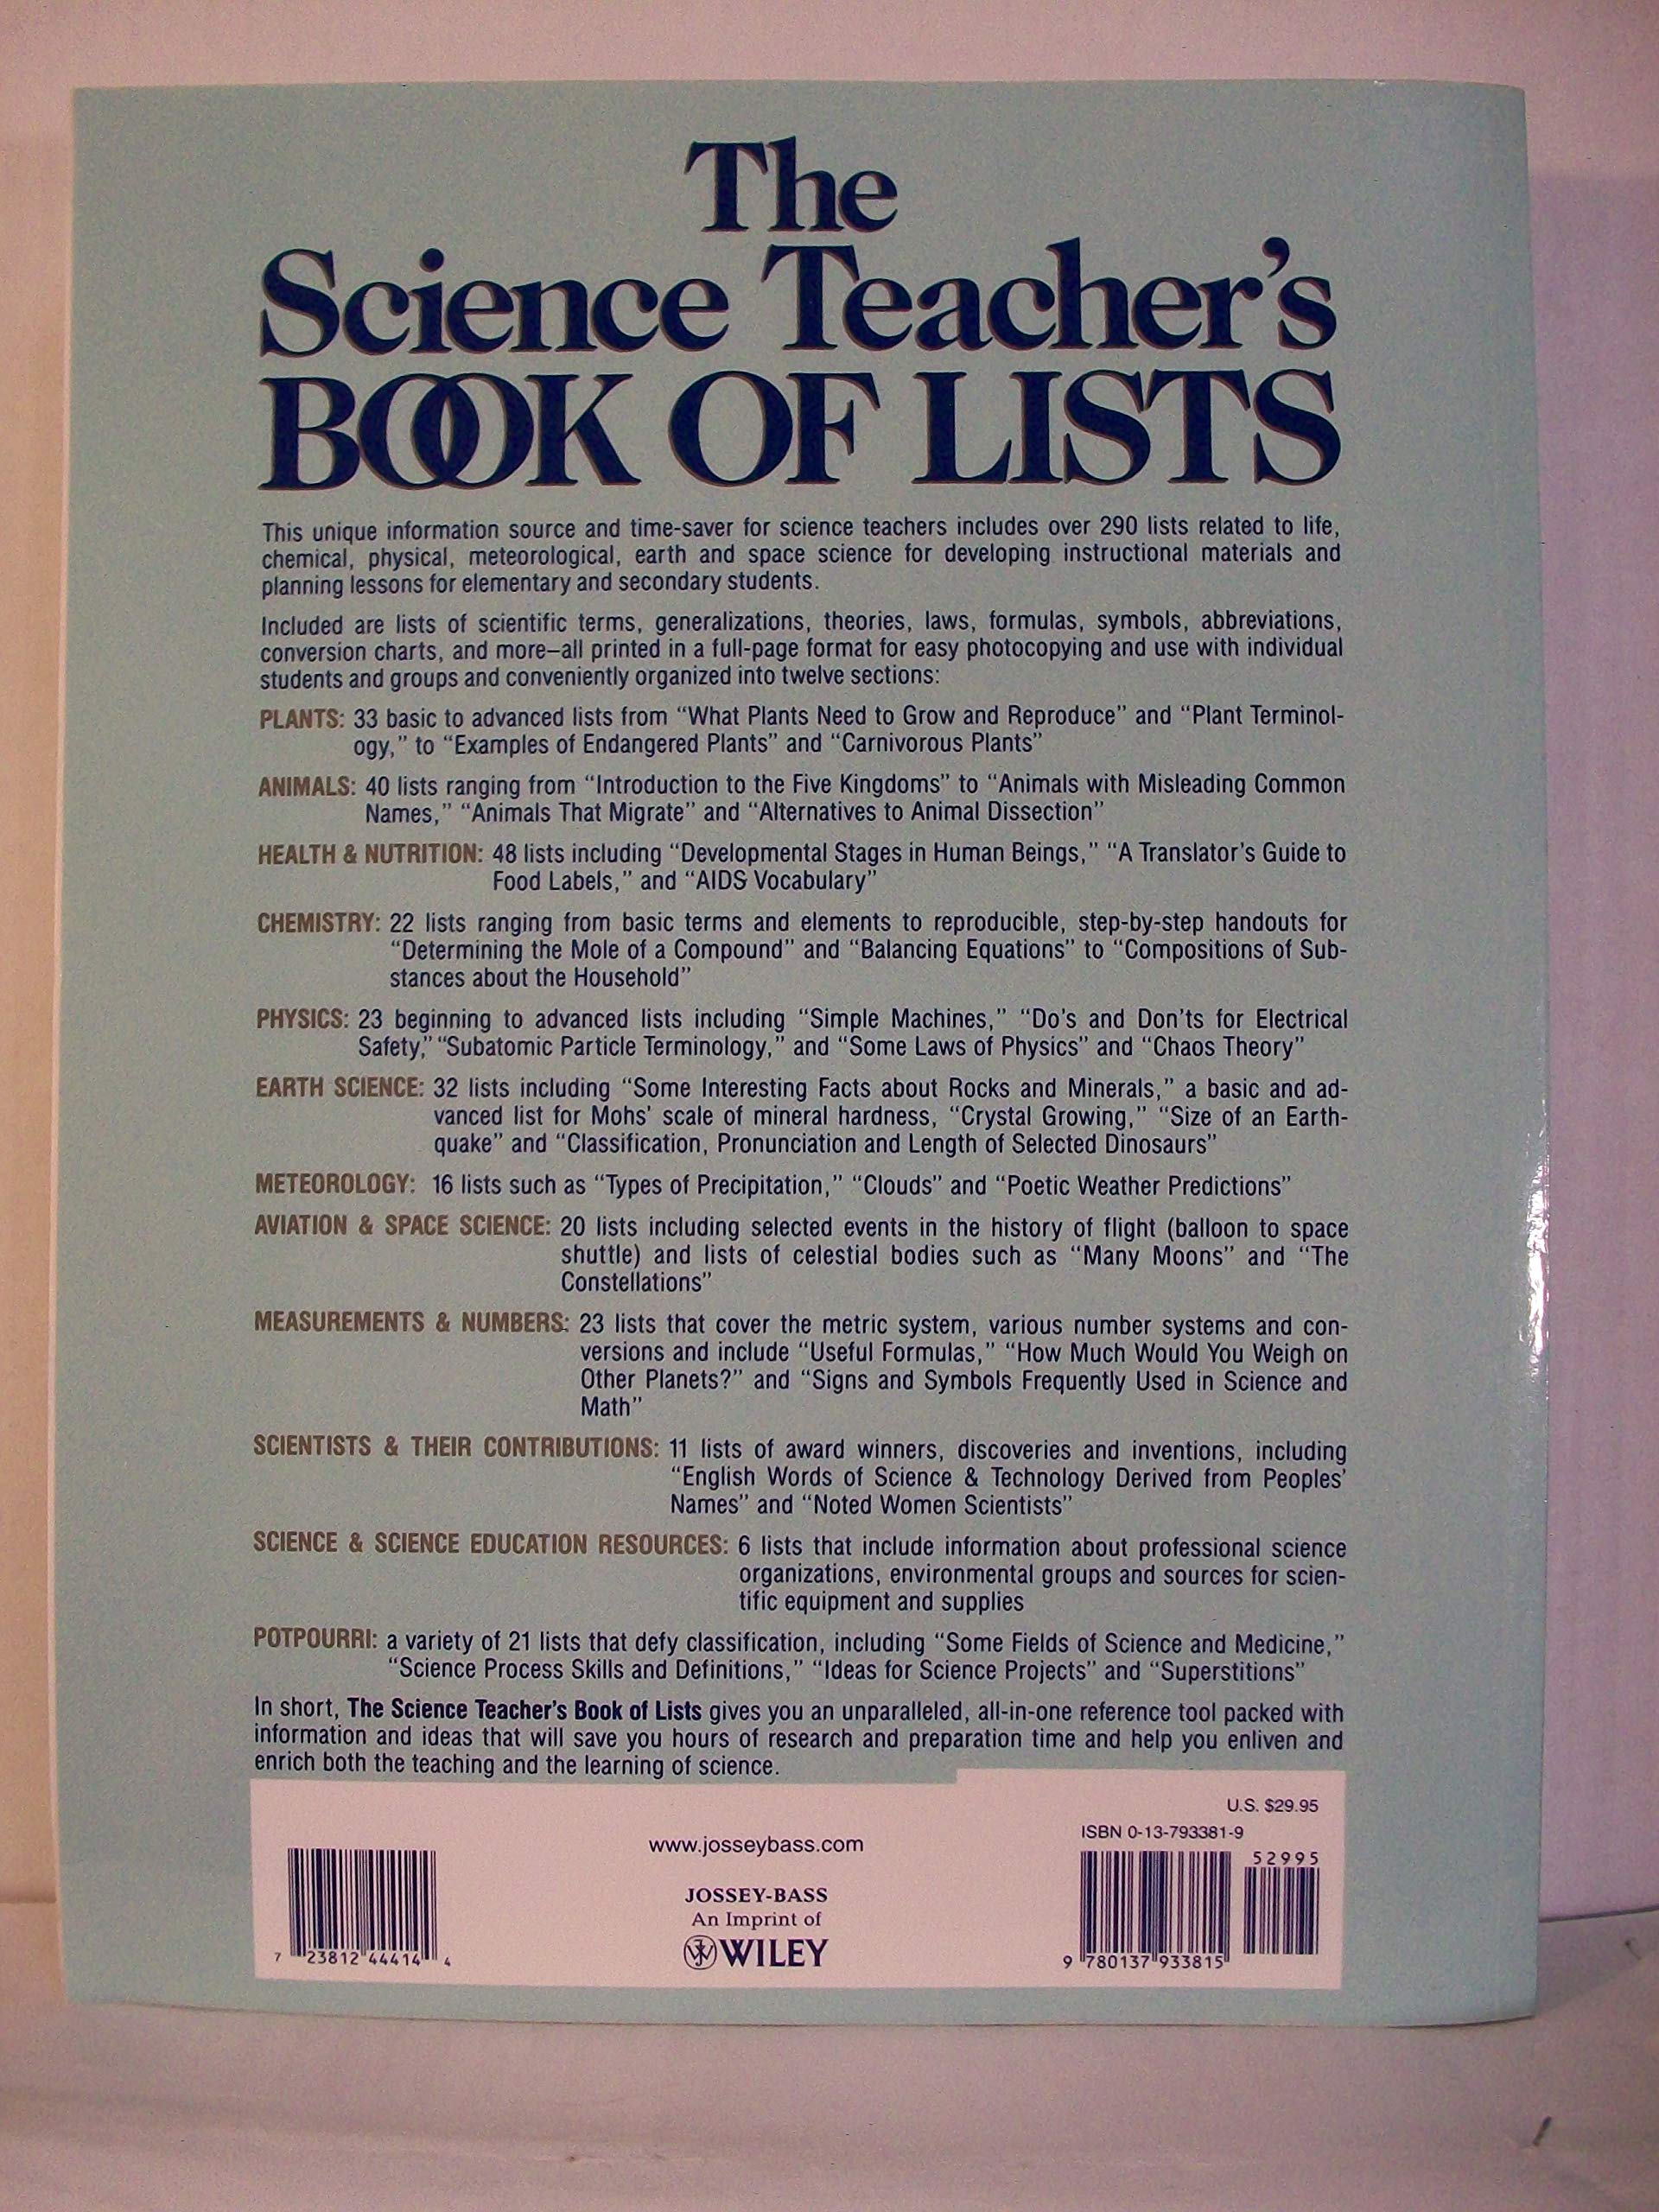 The
Science Teacher's
BOOK OF LISTS
This unique information source and time-saver for science teachers includes over 290 lists related to life,
chemical, physical, meteorological, earth and space science for developing instructional materials and
planning lessons for elementary and secondary students.
Included are lists of scientific terms, generalizations, theories, laws, formulas, symbols, abbreviations,
conversion charts, and more—all printed in a full-page format for easy photocopying and use with individual
students and groups and conveniently organized into twelve sections:
PLANTS: 33 basic to advanced lists from “What Plants Need to Grow and Reproduce” and “Plant Terminol-
ogy,” to “Examples of Endangered Plants” and “Carnivorous Plants”
ANIMALS: 40 lists ranging from “Introduction to the Five Kingdoms” to “Animals with Misleading Common
Names,” “Animals That Migrate” and “Alternatives to Animal Dissection”
HEALTH & NUTRITION: 48 lists including “Developmental Stages in Human Beings,” “A Translator's Guide to
Food Labels,” and “AIDS Vocabulary”
CHEMISTRY: 22 lists ranging from basic terms and elements to reproducible, step-by-step handouts for
“Determining the Mole of a Compound” and “Balancing Equations” to “Compositions of Sub-
stances about the Household”
PHYSICS: 23 beginning to advanced lists including “Simple Machines,” “Do's and Don'ts for Electrical
Safety,” “Subatomic Particle Terminology,” and “Some Laws of Physics” and “Chaos Theory”
EARTH SCIENCE: 32 lists including “Some Interesting Facts about Rocks and Minerals,” a basic and ad-
vanced list for Mohs' scale of mineral hardness, “Crystal Growing,” “Size of an Earth-
quake” and “Classification, Pronunciation and Length of Selected Dinosaurs”
METEOROLOGY: 16 lists such as “Types of Precipitation,” “Clouds” and “Poetic Weather Predictions”
AVIATION & SPACE SCIENCE: 20 lists including selected events in the history of flight (balloon to space
shuttle) and lists of celestial bodies such as “Many Moons” and “The
Constellations”
MEASUREMENTS & NUMBERS: 23 lists that cover the metric system, various number systems and con-
versions and include “Useful Formulas,” “How Much Would You Weigh on
Other Planets?” and “Signs and Symbols Frequently Used in Science and
Math”
SCIENTISTS & THEIR CONTRIBUTIONS: 11 lists of award winners, discoveries and inventions, including
“English Words of Science & Technology Derived from Peoples'
Names” and “Noted Women Scientists”
SCIENCE & SCIENCE EDUCATION RESOURCES: 6 lists that include information about professional science
organizations, environmental groups and sources for scien-
tific equipment and supplies
POTPOURRI: a variety of 21 lists that defy classification, including “Some Fields of Science and Medicine,”
“Science Process Skills and Definitions,” “Ideas for Science Projects” and “Superstitions”
In short, The Science Teacher's Book of Lists gives you an unparalleled, all-in-one reference tool packed with
information and ideas that will save you hours of research and preparation time and help you enliven and
enrich both the teaching and the learning of science.
7 23812 44414 4
www.josseybass.com
JOSSEY-BASS
An Imprint of
WILEY
U.S. $29.95
ISBN 0-13-793381-9
52995
9 780137 933815